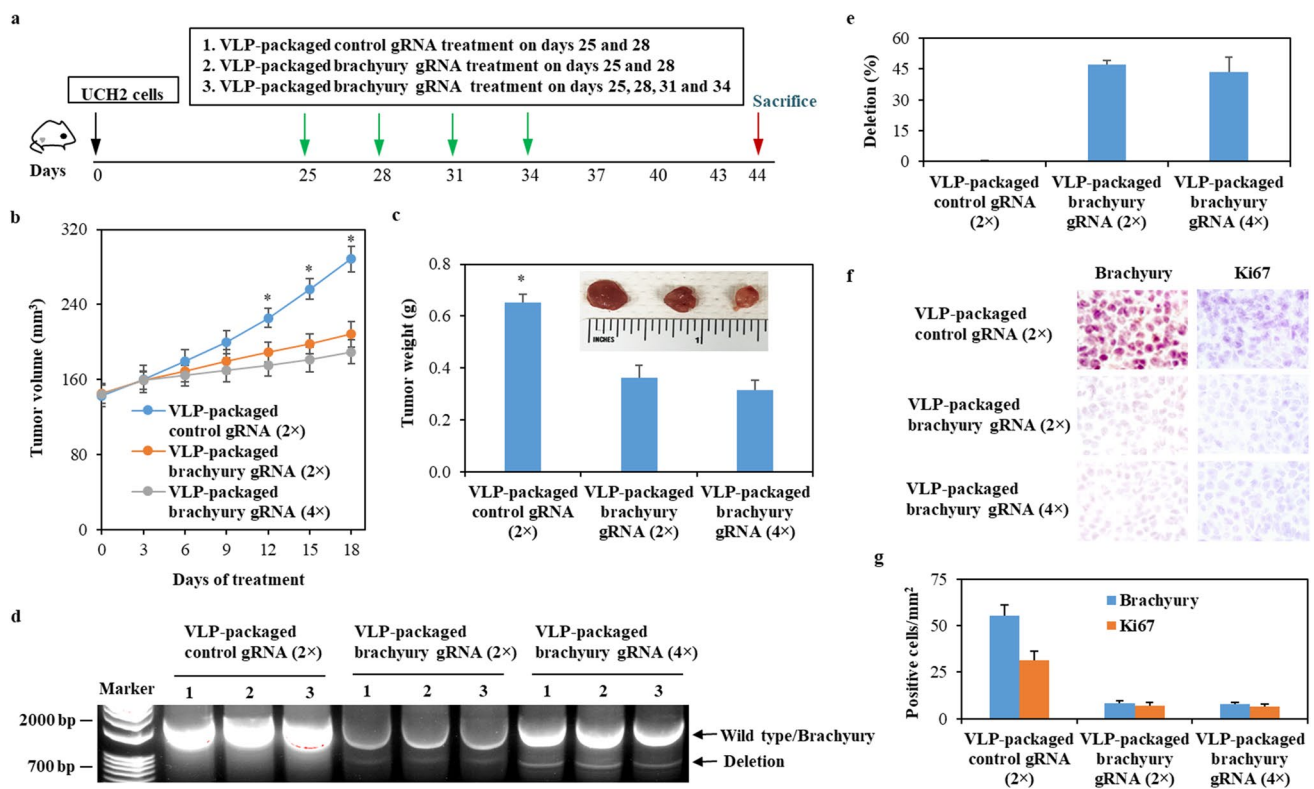 a
1. VLP-packaged control gRNA treatment on days 25 and 28
2. VLP-packaged brachyury gRNA treatment on days 25 and 28
3. VLP-packaged brachyury gRNA treatment on days 25, 28, 31 and 34
UCH2 cells
Sacrifice
Days
0
25
28
31
34
37
40
43
44
b
Tumor volume (mm³)
320
240
160
80
0
*
*
*
*
VLP-packaged
control gRNA (2×)
VLP-packaged
brachyury gRNA (2×)
VLP-packaged
brachyury gRNA (4×)
0 3 6 9 12 15 18
Days of treatment
c
Tumor weight (g)
0.8
0.6
0.4
0.2
0.0
*
INCHES
1
VLP-packaged
control gRNA
(2×)
VLP-packaged
brachyury
gRNA (2×)
VLP-packaged
brachyury
gRNA (4×)
d
VLP-packaged
control gRNA (2×)
VLP-packaged
brachyury gRNA (2×)
VLP-packaged
brachyury gRNA (4×)
Marker
1 2 3 1 2 3 1 2 3
2000 bp
700 bp
Wild type/Brachyury
Deletion
e
Deletion (%)
60
45
30
15
0
VLP-packaged
control gRNA
(2×)
VLP-packaged
brachyury
gRNA (2×)
VLP-packaged
brachyury
gRNA (4×)
f
Brachyury
Ki67
VLP-packaged
control gRNA (2×)
VLP-packaged
brachyury gRNA (2×)
VLP-packaged
brachyury gRNA (4×)
g
Positive cells/mm²
75
50
25
0
Brachyury
Ki67
VLP-packaged
control gRNA
(2×)
VLP-packaged
brachyury
gRNA (2×)
VLP-packaged
brachyury
gRNA (4×)